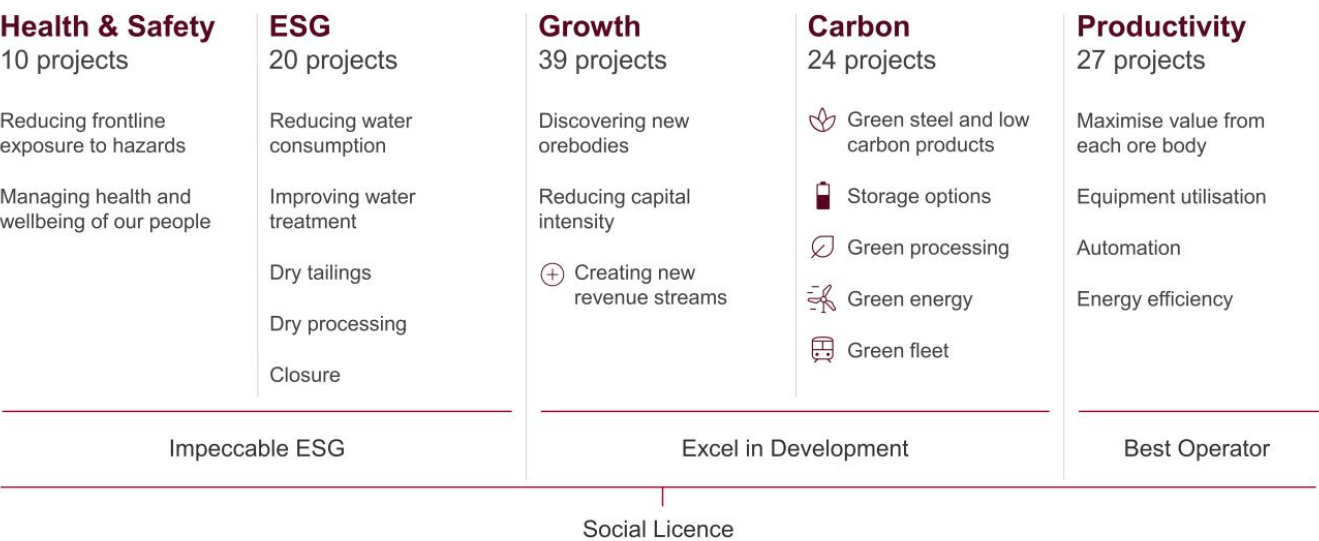 Health & Safety
10 projects
Reducing frontline
exposure to hazards
Managing health and
wellbeing of our people
ESG
20 projects
Reducing water
consumption
Improving water
treatment
Dry tailings
Dry processing
Closure
Growth
39 projects
Discovering new
orebodies
Reducing capital
intensity
Creating new
revenue streams
Carbon
24 projects
Green steel and low
carbon products
Storage options
Green processing
Green energy
Green fleet
Productivity
27 projects
Maximise value from
each ore body
Equipment utilisation
Automation
Energy efficiency
Impeccable ESG
Excel in Development
Best Operator
Social Licence